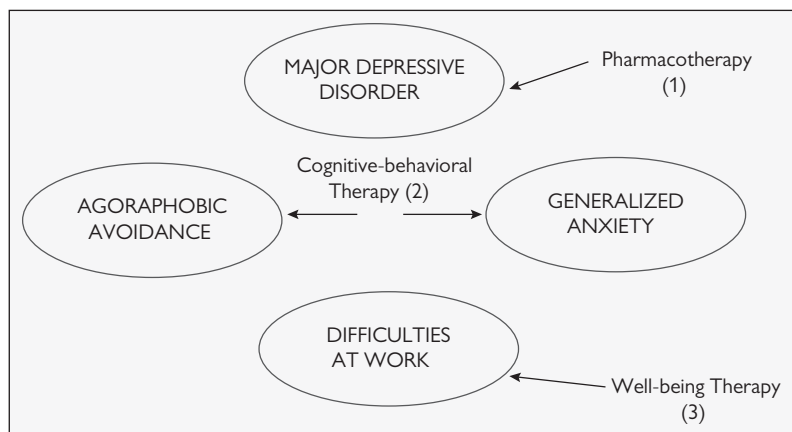 MAJOR DEPRESSIVE
DISORDER
Pharmacotherapy
(1)
Cognitive-behavioral
Therapy (2)
AGORAPHOBIC
AVOIDANCE
GENERALIZED
ANXIETY
DIFFICULTIES
AT WORK
Well-being Therapy
(3)